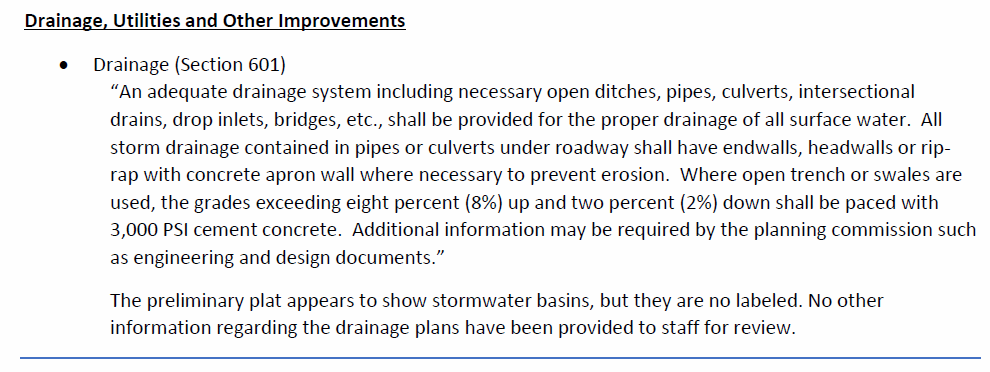 Drainage, Utilities and Other Improvements
• Drainage (Section 601)
“An adequate drainage system including necessary open ditches, pipes, culverts, intersectional
drains, drop inlets, bridges, etc., shall be provided for the proper drainage of all surface water.  All
storm drainage contained in pipes or culverts under roadway shall have endwalls, headwalls or rip-
rap with concrete apron wall where necessary to prevent erosion.  Where open trench or swales are
used, the grades exceeding eight percent (8%) up and two percent (2%) down shall be paced with
3,000 PSI cement concrete.  Additional information may be required by the planning commission such
as engineering and design documents.”
The preliminary plat appears to show stormwater basins, but they are no labeled. No other
information regarding the drainage plans have been provided to staff for review.